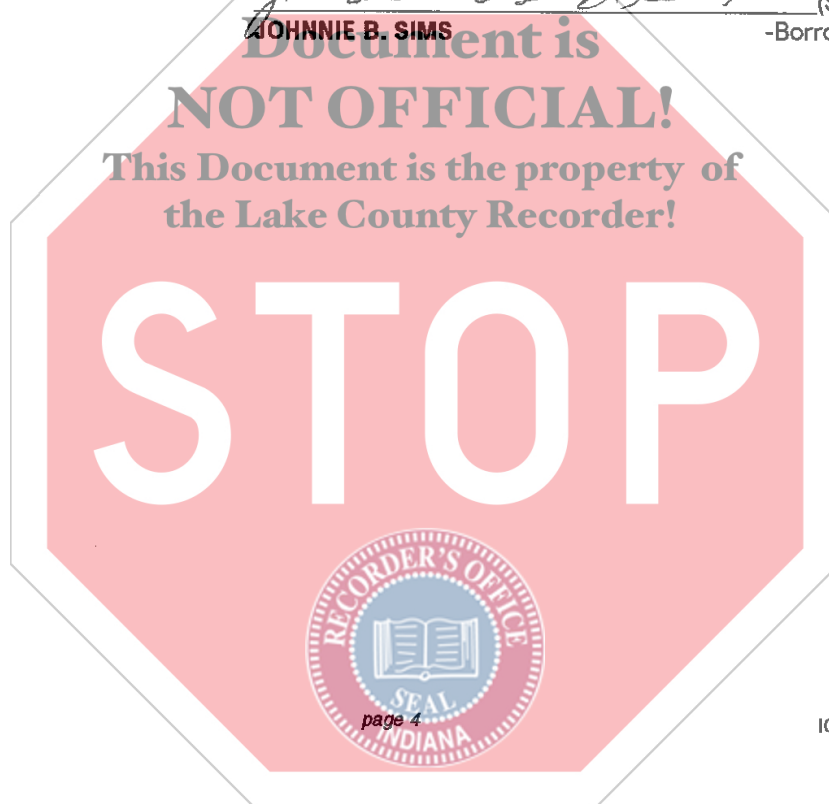 JOHNNIE B. SIMS
-Borro
Document is
NOT OFFICIAL!
This Document is the property of
the Lake County Recorder!
STOP
RECORDER'S OFFICE
SEAL
INDIANA
page 4